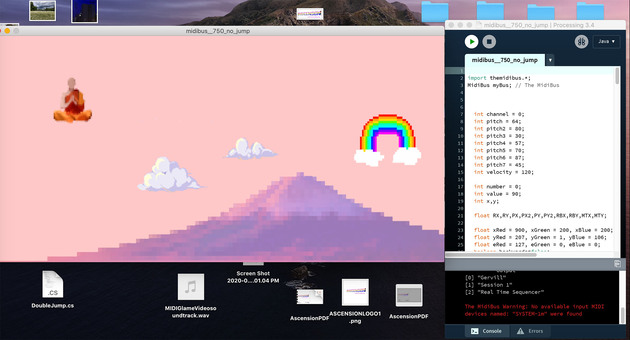 midibus__750_no_jump
midibus__750_no_jump | Processing 3.4
Java
midibus__750_no_jump
import themidibus.*;
MidiBus myBus; // The MidiBus
int channel = 0;
int pitch = 64;
int pitch2 = 80;
int pitch3 = 30;
int pitch4 = 57;
int pitch5 = 78;
int pitch6 = 87;
int pitch7 = 45;
int velocity = 120;
int number = 0;
int value = 90;
int x,y;
float RX,RY,PX,PX2,PY,PY2,RBX,RBY,MTX,MTY;
float xRed = 900, xGreen = 200, xBlue = 200;
float yRed = 207, yGreen = 1, yBlue = 106;
float eRed = 127, eGreen = 0, eBlue = 0;
Output
[0] "Gervill"
[1] "Session 1"
[2] "Real Time Sequencer"
The MidiBus Warning: No available input MIDI
devices named: "SYSTEM-1m" were found
Console
Errors
.CS
DoubleJump.cs
MIDIGlameVideoso
undtrack.wav
Screen Shot
2020-0....01.04 PM
AscensionPDF
ASCENSIONLOGO1
.png
AscensionPDF